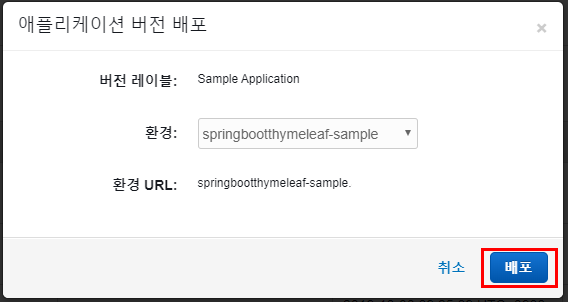 애플리케이션 버전 배포 ×
버전 레이블: Sample Application
환경: springbootthymeleaf-sample ▼
환경 URL: springbootthymeleaf-sample.
취소 배포